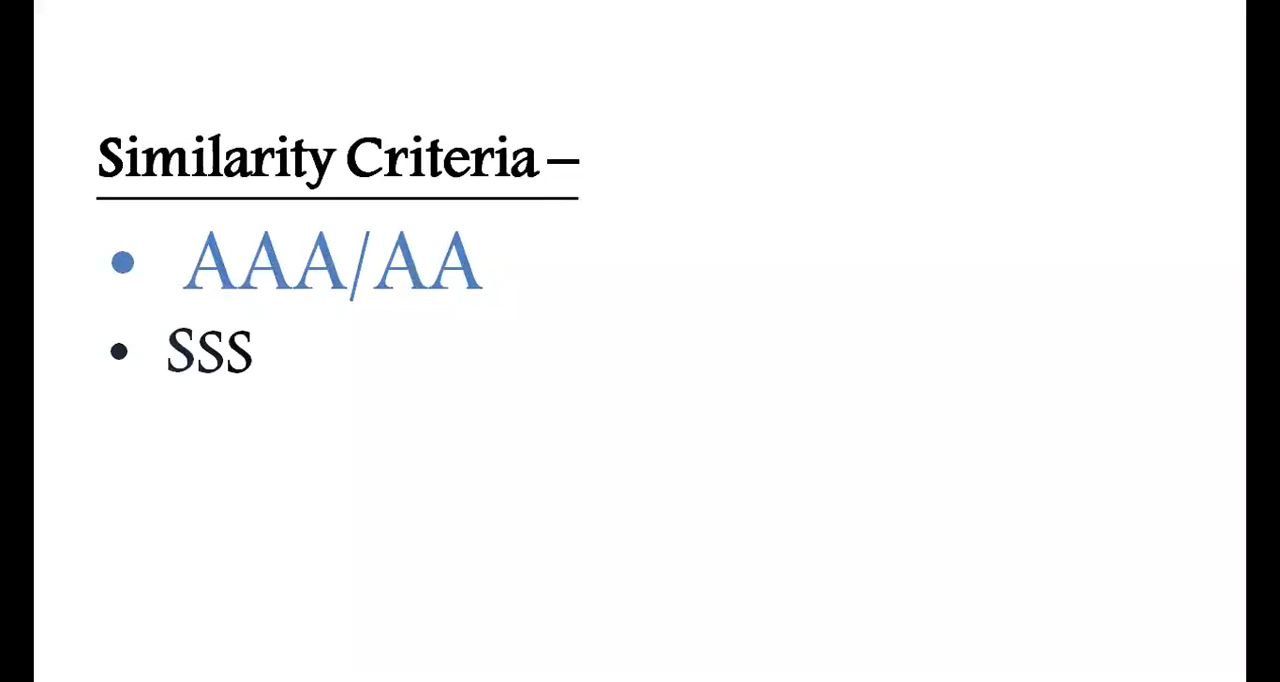 Similarity Criteria –
• AAA/AA
• SSS